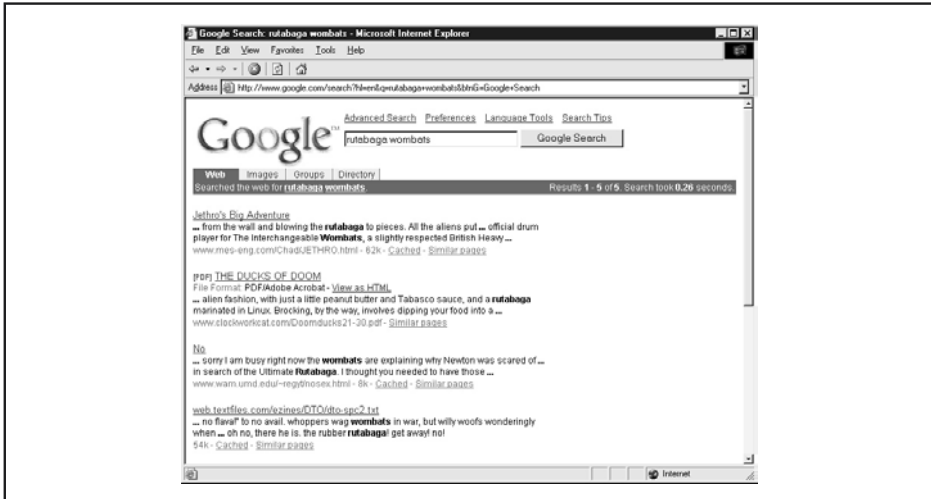 Google Search: rutabaga wombats - Microsoft Internet Explorer
File Edit View Favorites Tools Help
Address http://www.google.com/search?hl=en&q=rutabaga+wombats&btnG=Google+Search
Advanced Search Preferences Language Tools Search Tips
Google™ rutabaga wombats Google Search
Web Images Groups Directory
Searched the web for rutabaga wombats. Results 1 - 5 of 5. Search took 0.26 seconds.
Jethro's Big Adventure
... from the wall and blowing the rutabaga to pieces. All the aliens put ... official drum
player for The Interchangeable Wombats, a slightly respected British Heavy ...
www.mes-eng.com/Chad/JETHRO.html - 62k - Cached - Similar pages
[PDF] THE DUCKS OF DOOM
File Format: PDF/Adobe Acrobat - View as HTML
... alien fashion, with just a little peanut butter and Tabasco sauce, and a rutabaga
marinated in Linux. Brocking, by the way, involves dipping your food into a ...
www.clockworkcat.com/Doomducks21-30.pdf - Similar pages
No
... sorry I am busy right now the wombats are explaining why Newton was scared of ...
in search of the Ultimate Rutabaga. I thought you needed to have those ...
www.wam.umd.edu/~regyt/nosex.html - 8k - Cached - Similar pages
web.textfiles.com/ezines/DTO/dto-spc2.txt
... no flava!" to no avail. whoppers wag wombats in war, but willy woofs wonderingly
when ... oh no, there he is. the rubber rutabaga! get away! no!
54k - Cached - Similar pages
Internet